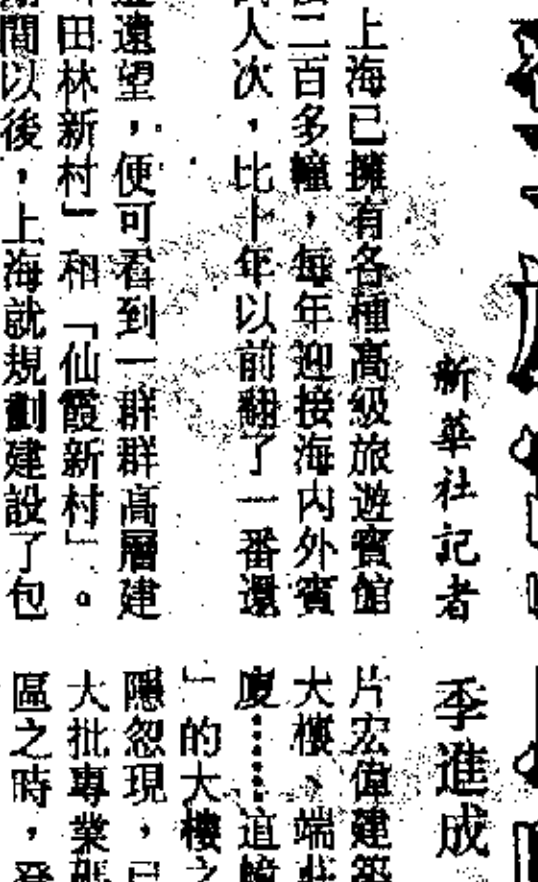 新華社記者 季進成
上海已擁有各種高級旅遊賓館
二百多幢，每年迎接海內外賓
人次，比十年以前翻了一番還
遠望，便可看到一群群高層建
田林新村」和「仙霞新村」。
間以後，上海就規劃建設了包
片宏偉建築
大樓、端莊
廈……這幢
」的大樓之
隱忽現，已
大批專業
區之時，